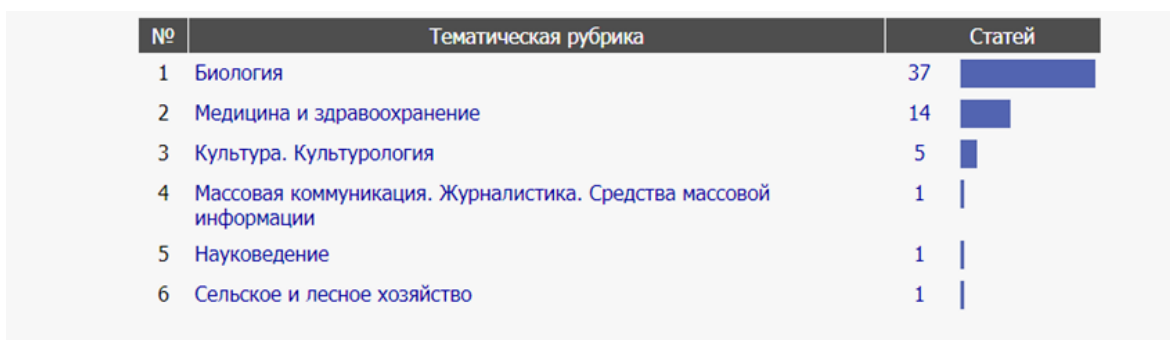 № Тематическая рубрика Статей
1 Биология 37
2 Медицина и здравоохранение 14
3 Культура. Культурология 5
4 Массовая коммуникация. Журналистика. Средства массовой 1
информации
5 Науковедение 1
6 Сельское и лесное хозяйство 1